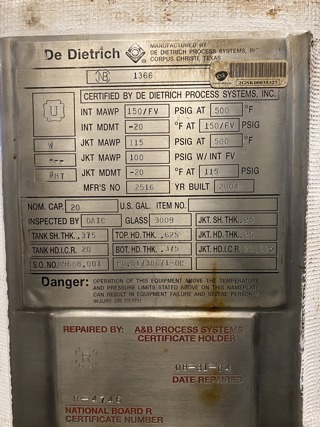 De Dietrich MANUFACTURED BY
DE DIETRICH PROCESS SYSTEMS, INC.
CORPUS CHRISTI, TEXAS
NB 1366
CERTIFIED BY DE DIETRICH PROCESS SYSTEMS, INC.
U INT MAWP 150/FV PSIG AT 500 °F
INT MDMT -20 °F AT 150/FV PSIG
W JKT MAWP 115 PSIG AT 500 °F
--- JKT MAWP 100 PSIG W/ INT FV
RHT JKT MDMT -20 °F AT 115 PSIG
MFR'S NO 2516 YR BUILT 2004
NOM. CAP. 20 U.S. GAL. ITEM NO.
INSPECTED BY OAIC GLASS 3009 JKT. SH. THK.
TANK SH.THK. .375 TOP. HD. THK. .625 JKT. HD. THK.
TANK HD.I.C.R. 20 BOT. HD. THK. .375 JKT. HD.I.C.R.
S.O. NO. P.O.
Danger: OPERATION OF THIS EQUIPMENT ABOVE THE TEMPERATURE
AND PRESSURE LIMITS STATED ABOVE ON THIS NAMEPLATE
CAN RESULT IN EQUIPMENT FAILURE AND SEVERE PERSONAL
INJURY OR DEATH.
REPAIRED BY: A&B PROCESS SYSTEMS
CERTIFICATE HOLDER
DATE REPAIRED
R-4746
NATIONAL BOARD R
CERTIFICATE NUMBER